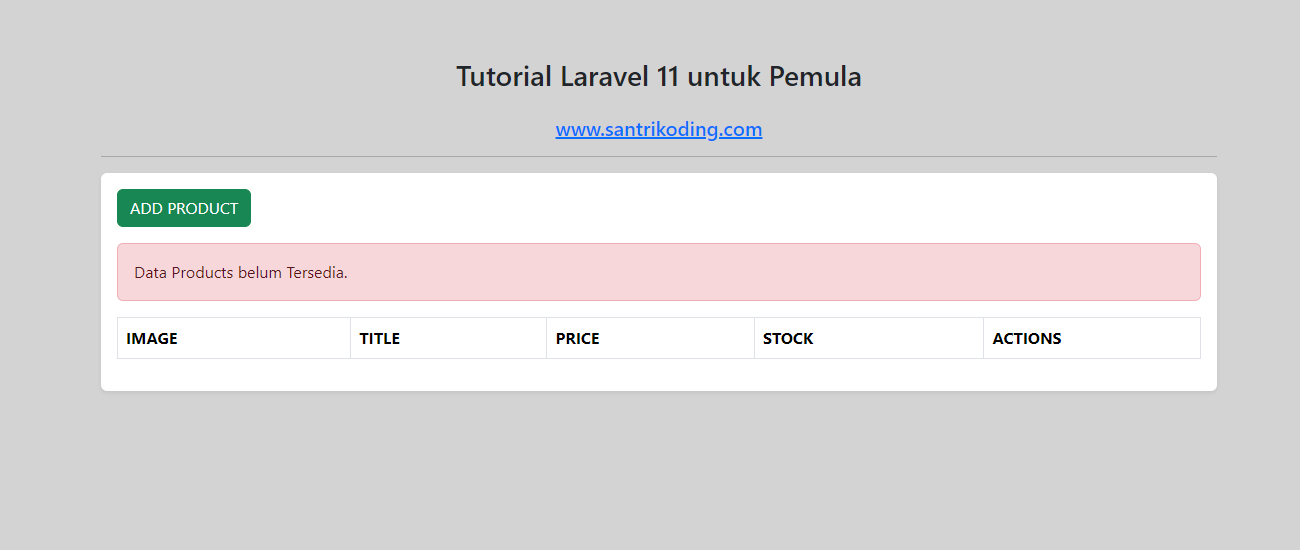 Tutorial Laravel 11 untuk Pemula
www.santrikoding.com
ADD PRODUCT
Data Products belum Tersedia.
IMAGE TITLE PRICE STOCK ACTIONS